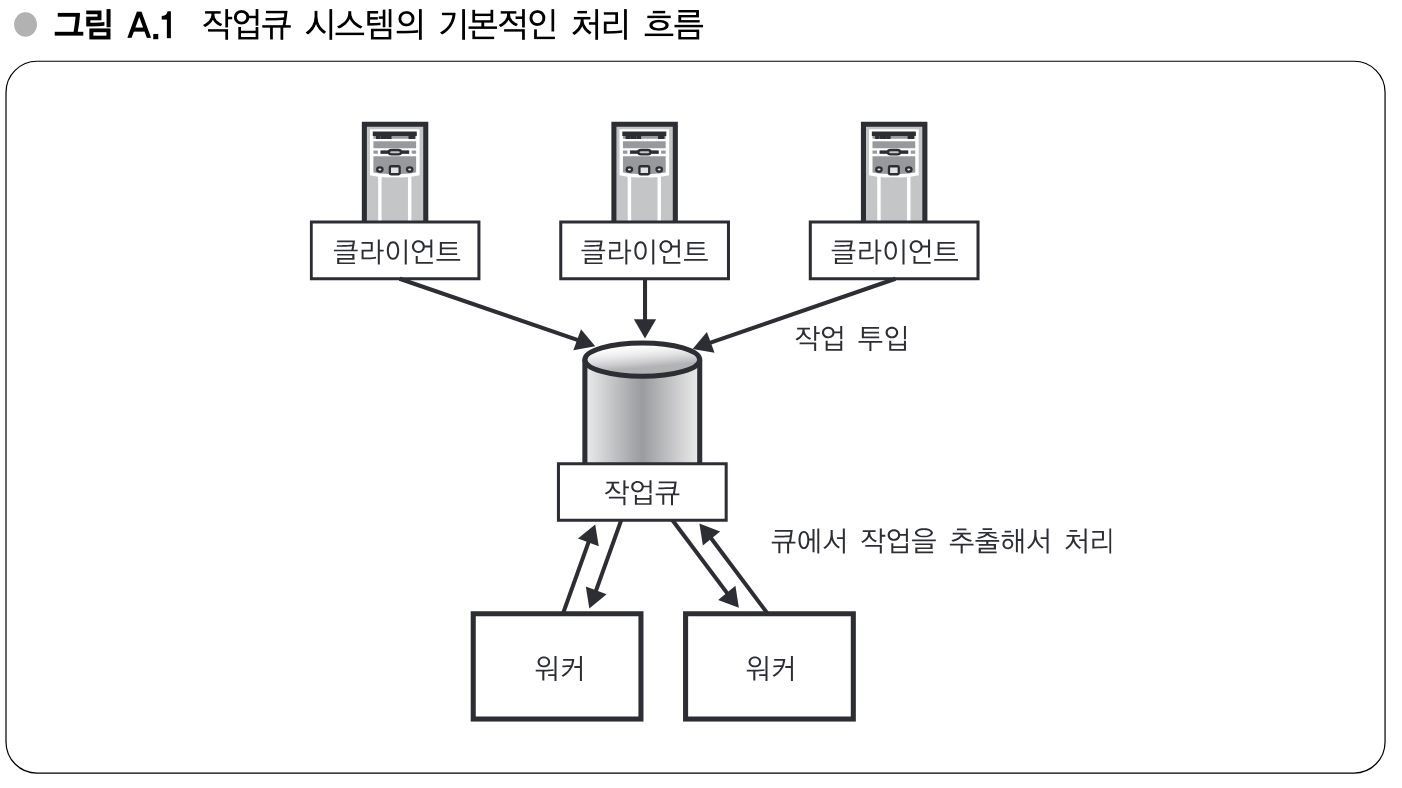 그림 A.1 작업큐 시스템의 기본적인 처리 흐름
클라이언트 클라이언트 클라이언트
작업 투입
작업큐
큐에서 작업을 추출해서 처리
워커 워커